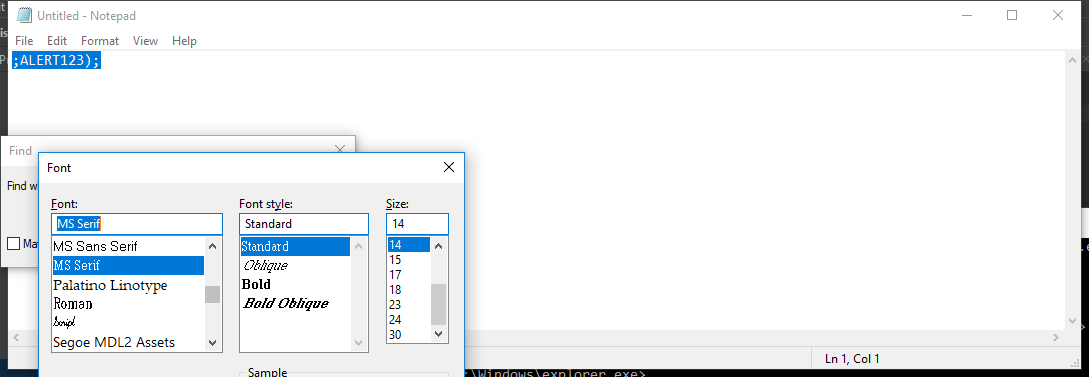 Untitled - Notepad
File Edit Format View Help
;ALERT123);
Find
Font
Find w
Font:
Font style:
Size:
MS Serif
Standard
14
MS Sans Serif
MS Serif
Palatino Linotype
Roman
Script
Segoe MDL2 Assets
Standard
Oblique
Bold
Bold Oblique
14
15
17
18
23
24
30
Sample
Ln 1, Col 1
:\Windows\explorer.exe>